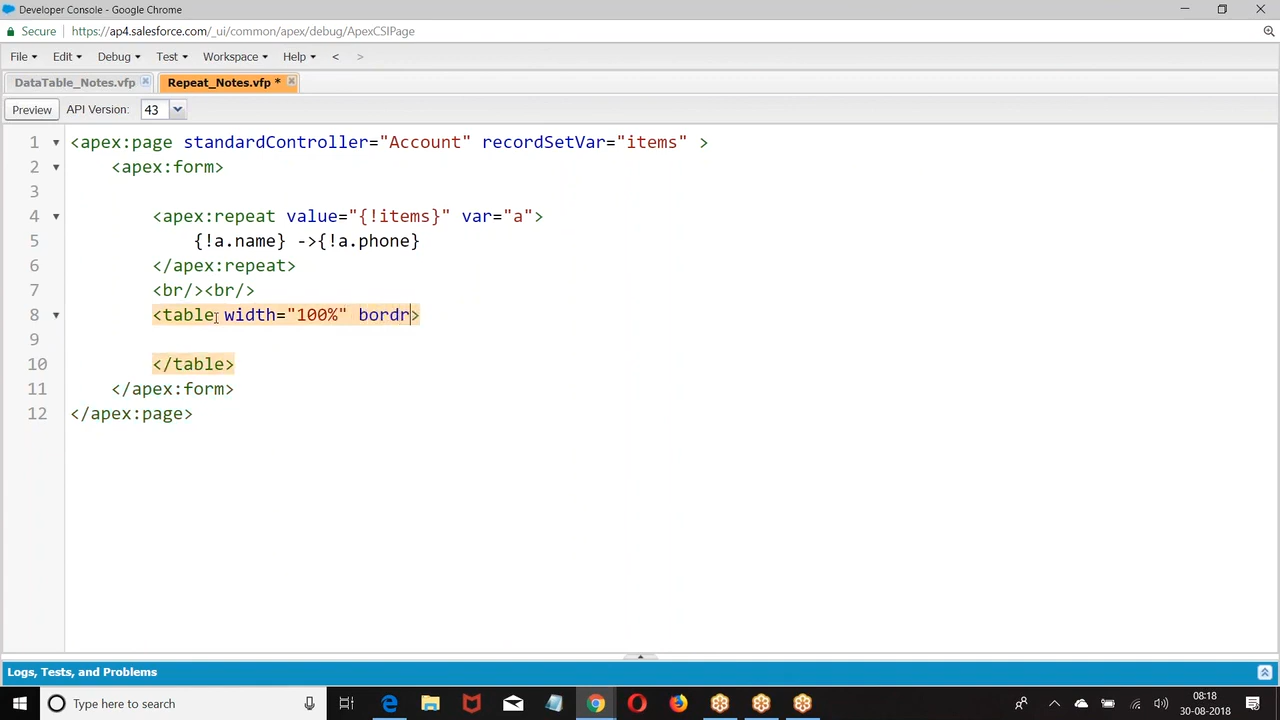 Developer Console - Google Chrome
Secure https://ap4.salesforce.com/_ui/common/apex/debug/ApexCSIPage
File Edit Debug Test Workspace Help < >
DataTable_Notes.vfp Repeat_Notes.vfp *
Preview API Version: 43
1 <apex:page standardController="Account" recordSetVar="items" >
2 <apex:form>
3
4 <apex:repeat value="{!items}" var="a">
5 {!a.name} ->{!a.phone}
6 </apex:repeat>
7 <br/><br/>
8 <table width="100%" bordr>
9
10 </table>
11 </apex:form>
12 </apex:page>
Logs, Tests, and Problems
Type here to search
08:18
30-08-2018